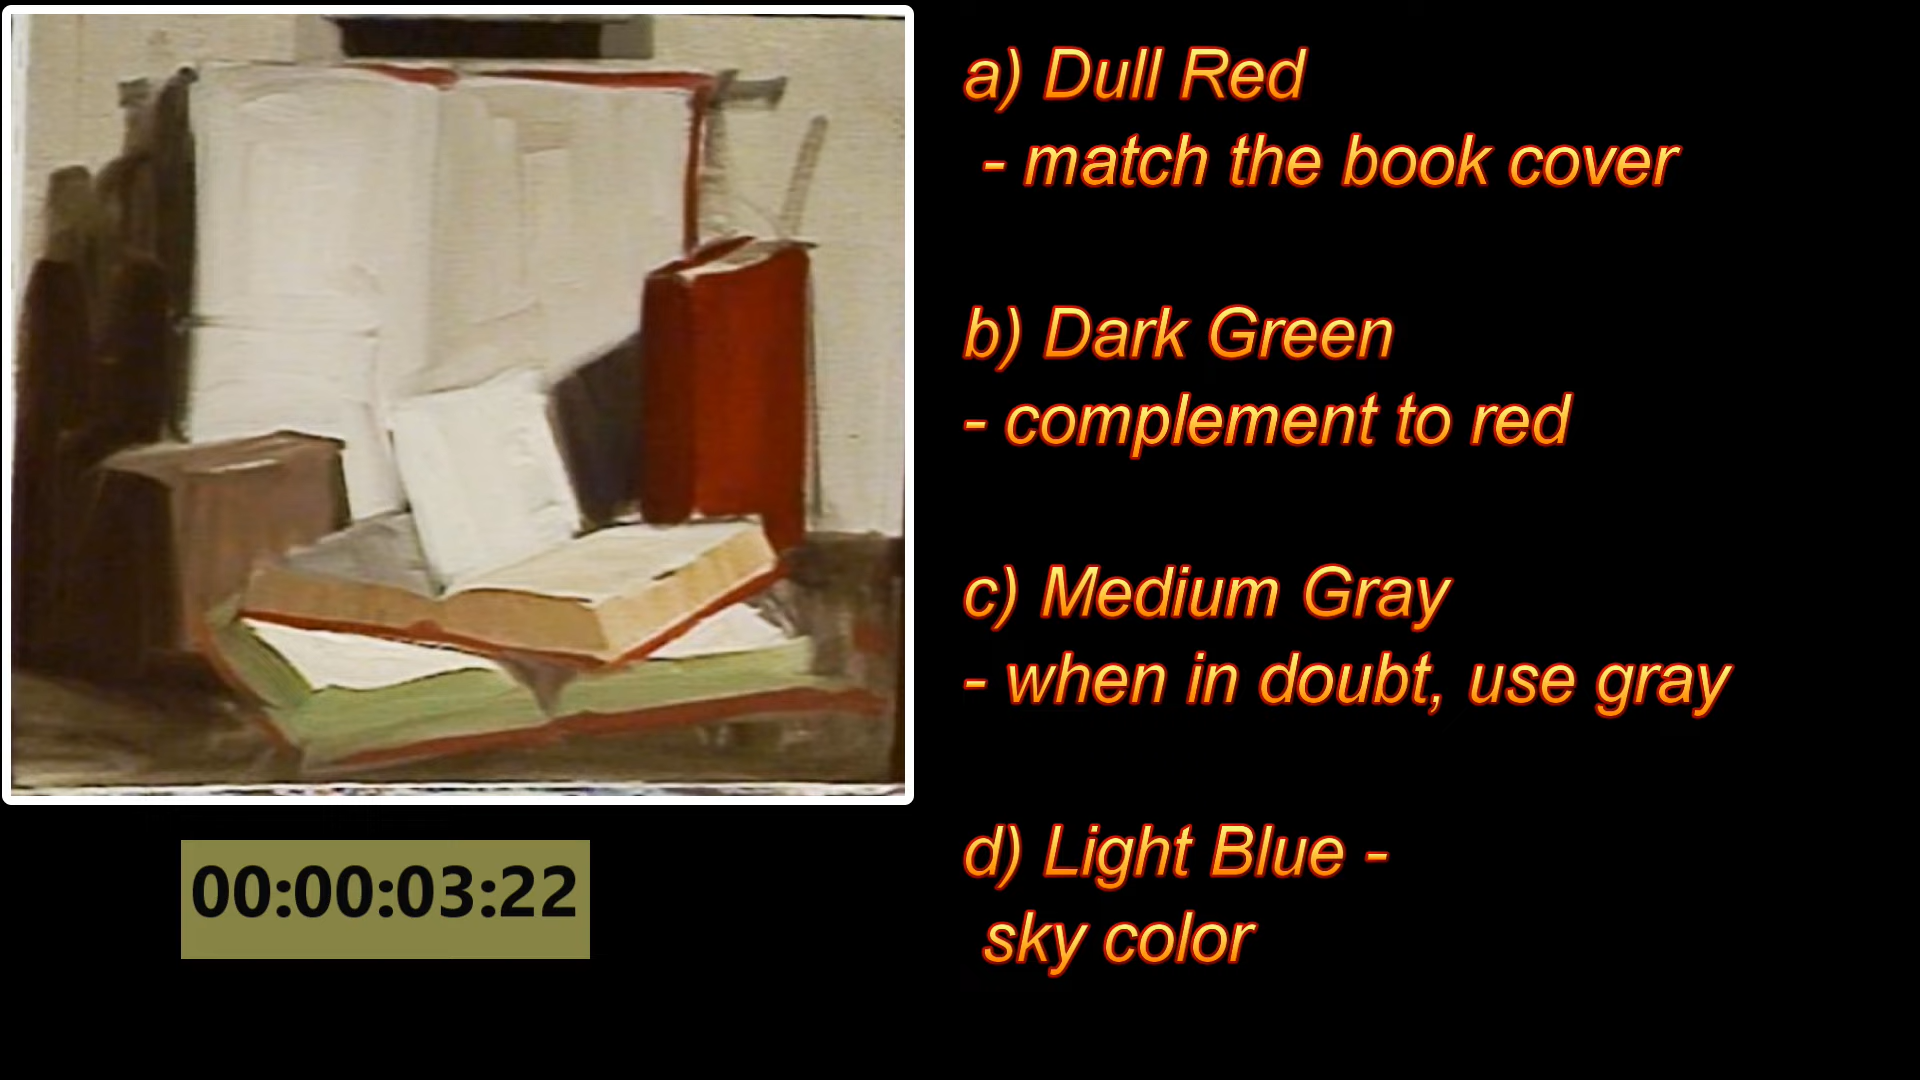 a) Dull Red
- match the book cover
b) Dark Green
- complement to red
c) Medium Gray
- when in doubt, use gray
d) Light Blue -
sky color
00:00:03:22